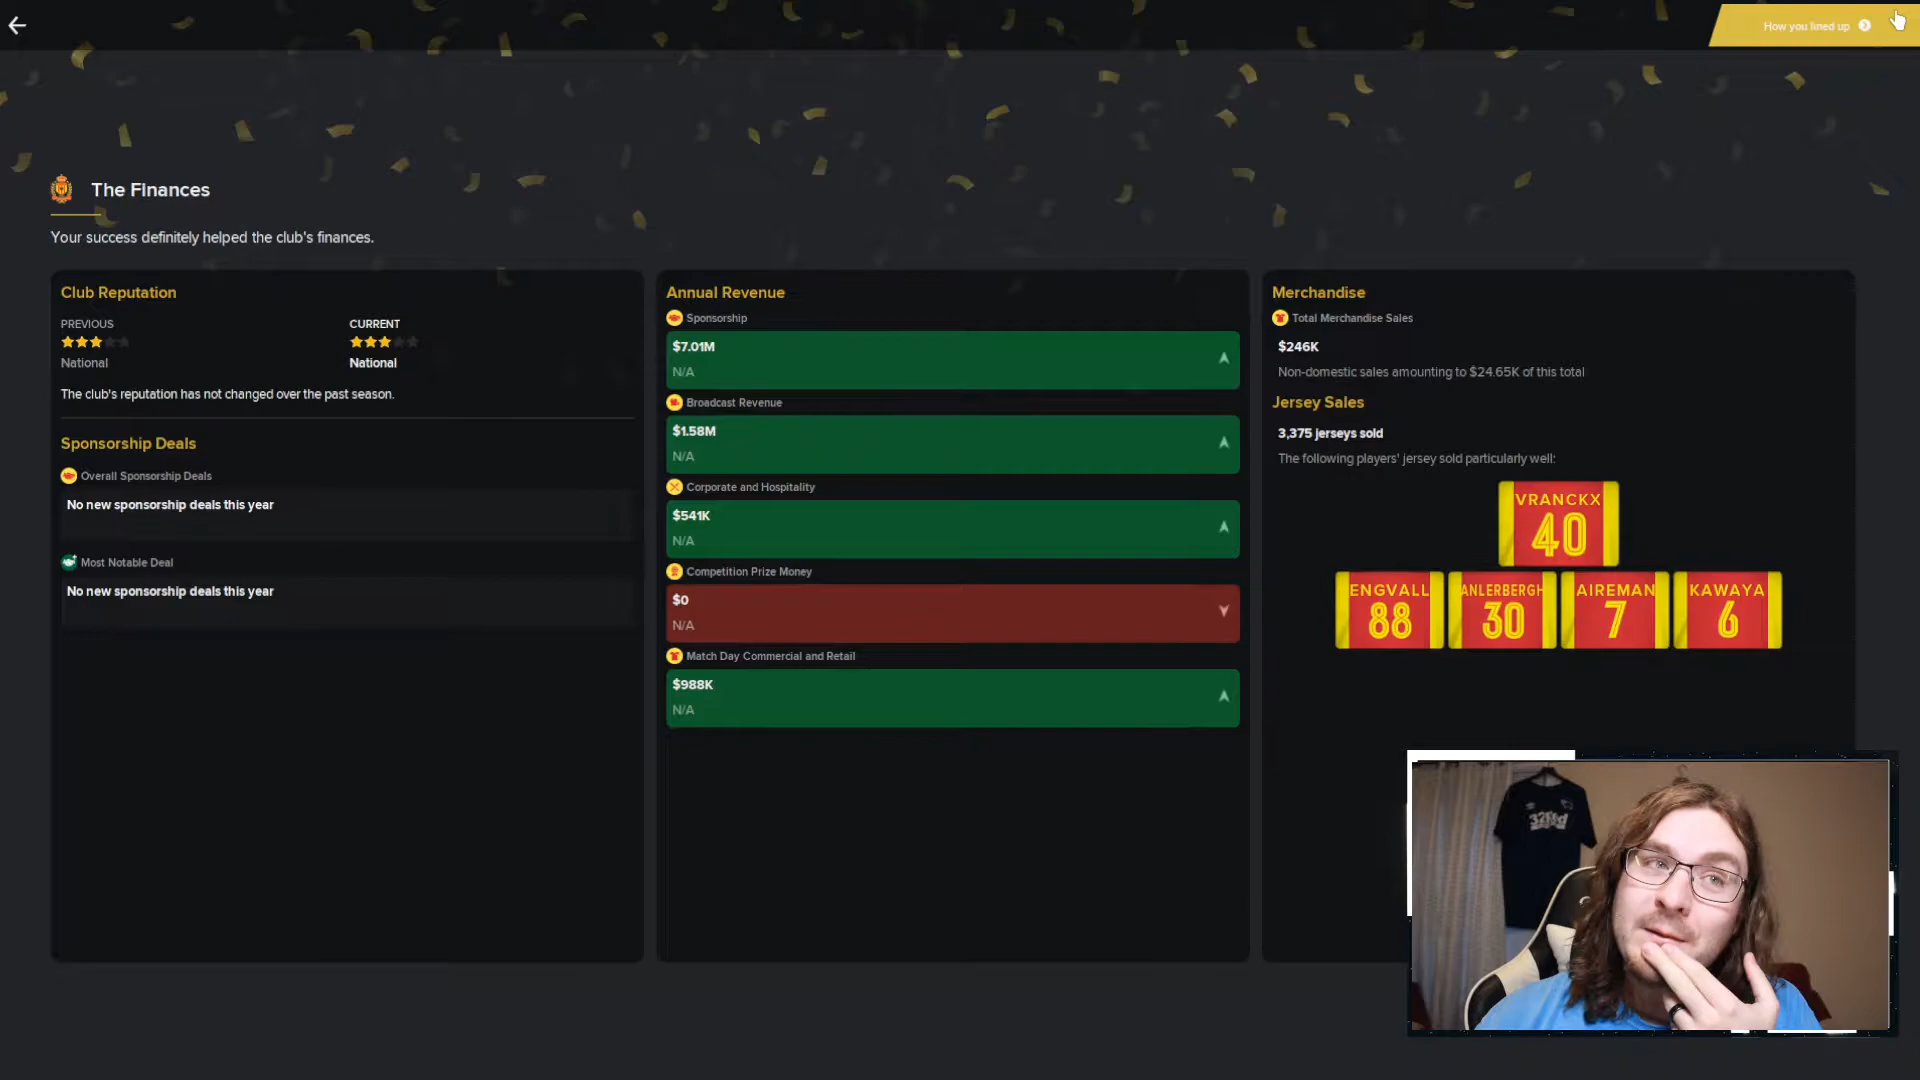 How you lined up
The Finances
Your success definitely helped the club's finances.
Club Reputation
PREVIOUS
CURRENT
National
National
The club's reputation has not changed over the past season.
Sponsorship Deals
Overall Sponsorship Deals
No new sponsorship deals this year
Most Notable Deal
No new sponsorship deals this year
Annual Revenue
Sponsorship
$7.01M
N/A
Broadcast Revenue
$1.58M
N/A
Corporate and Hospitality
$541K
N/A
Competition Prize Money
$0
N/A
Match Day Commercial and Retail
$988K
N/A
Merchandise
Total Merchandise Sales
$246K
Non-domestic sales amounting to $24.65K of this total
Jersey Sales
3,375 jerseys sold
The following players' jersey sold particularly well:
VRANCKX
40
ENGVALL ANLERBERGH AIREMAN KAWAYA
88 30 7 6
32Red